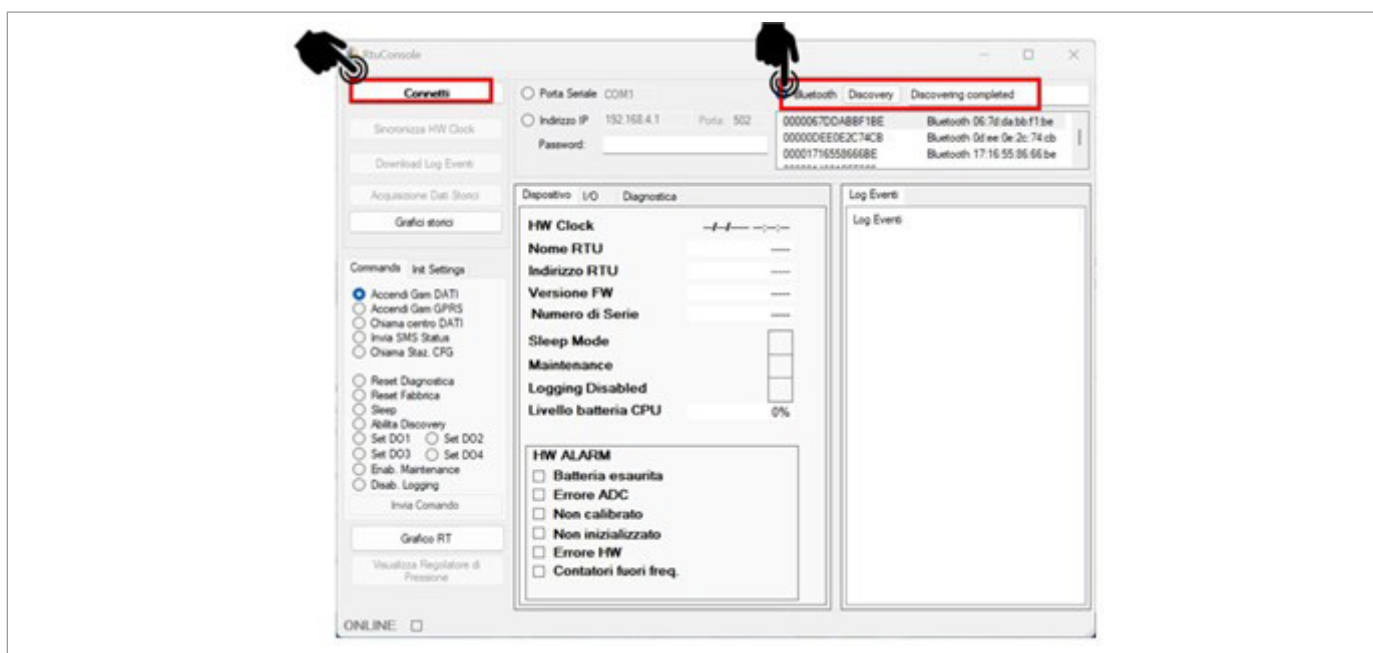 RtuConsole
Connetti
Sincronizza HW Clock
Download Log Eventi
Acquisizione Dati Storici
Grafici storici
Porta Seriale COM1
Indirizzo IP 192.168.4.1 Porta: 502
Password:
Bluetooth Discovery Discovering completed
0000067DDABBF1BE Bluetooth 06:7d:da:bb:f1:be
00000DEE0E2C74CB Bluetooth 0d:ee:0e:2c:74:cb
00001716558666BE Bluetooth 17:16:55:86:66:be
Commands Init Settings
Accendi Gsm DATI
Accendi Gsm GPRS
Chiama centro DATI
Invia SMS Status
Chiama Staz. CFG
Reset Diagnostica
Reset Fabbrica
Sleep
Abilita Discovery
Set DO1 Set DO2
Set DO3 Set DO4
Enab. Maintenance
Disab. Logging
Invia Comando
Grafico RT
Visualizza Regolatore di
Pressione
Dispositivo I/O Diagnostica
HW Clock --/--/---- --:--:--
Nome RTU ----
Indirizzo RTU ----
Versione FW ----
Numero di Serie ----
Sleep Mode
Maintenance
Logging Disabled
Livello batteria CPU 0%
HW ALARM
Batteria esaurita
Errore ADC
Non calibrato
Non inizializzato
Errore HW
Contatori fuori freq.
Log Eventi
Log Eventi
ONLINE